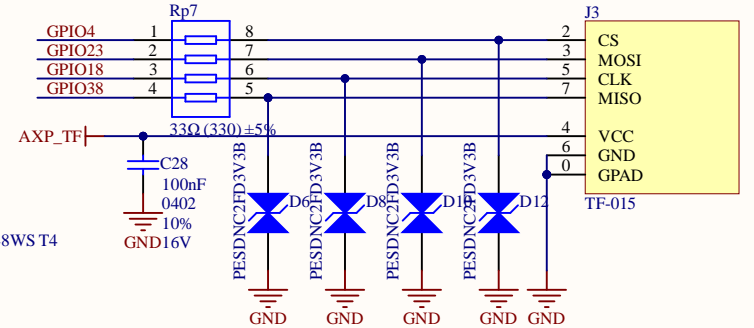 Rp7
J3
GPIO4 1 8 2 CS
GPIO23 2 7 3 MOSI
GPIO18 3 6 5 CLK
GPIO38 4 5 7 MISO
33Ω (330) ±5%
AXP_TF 4 VCC
6 GND
0 GPAD
TF-015
C28
100nF
0402
10%
16V
GND
8WS T4
PESDNC2FD3V3B D6
PESDNC2FD3V3B D8
PESDNC2FD3V3B D10
PESDNC2FD3V3B D12
GND GND GND GND GND